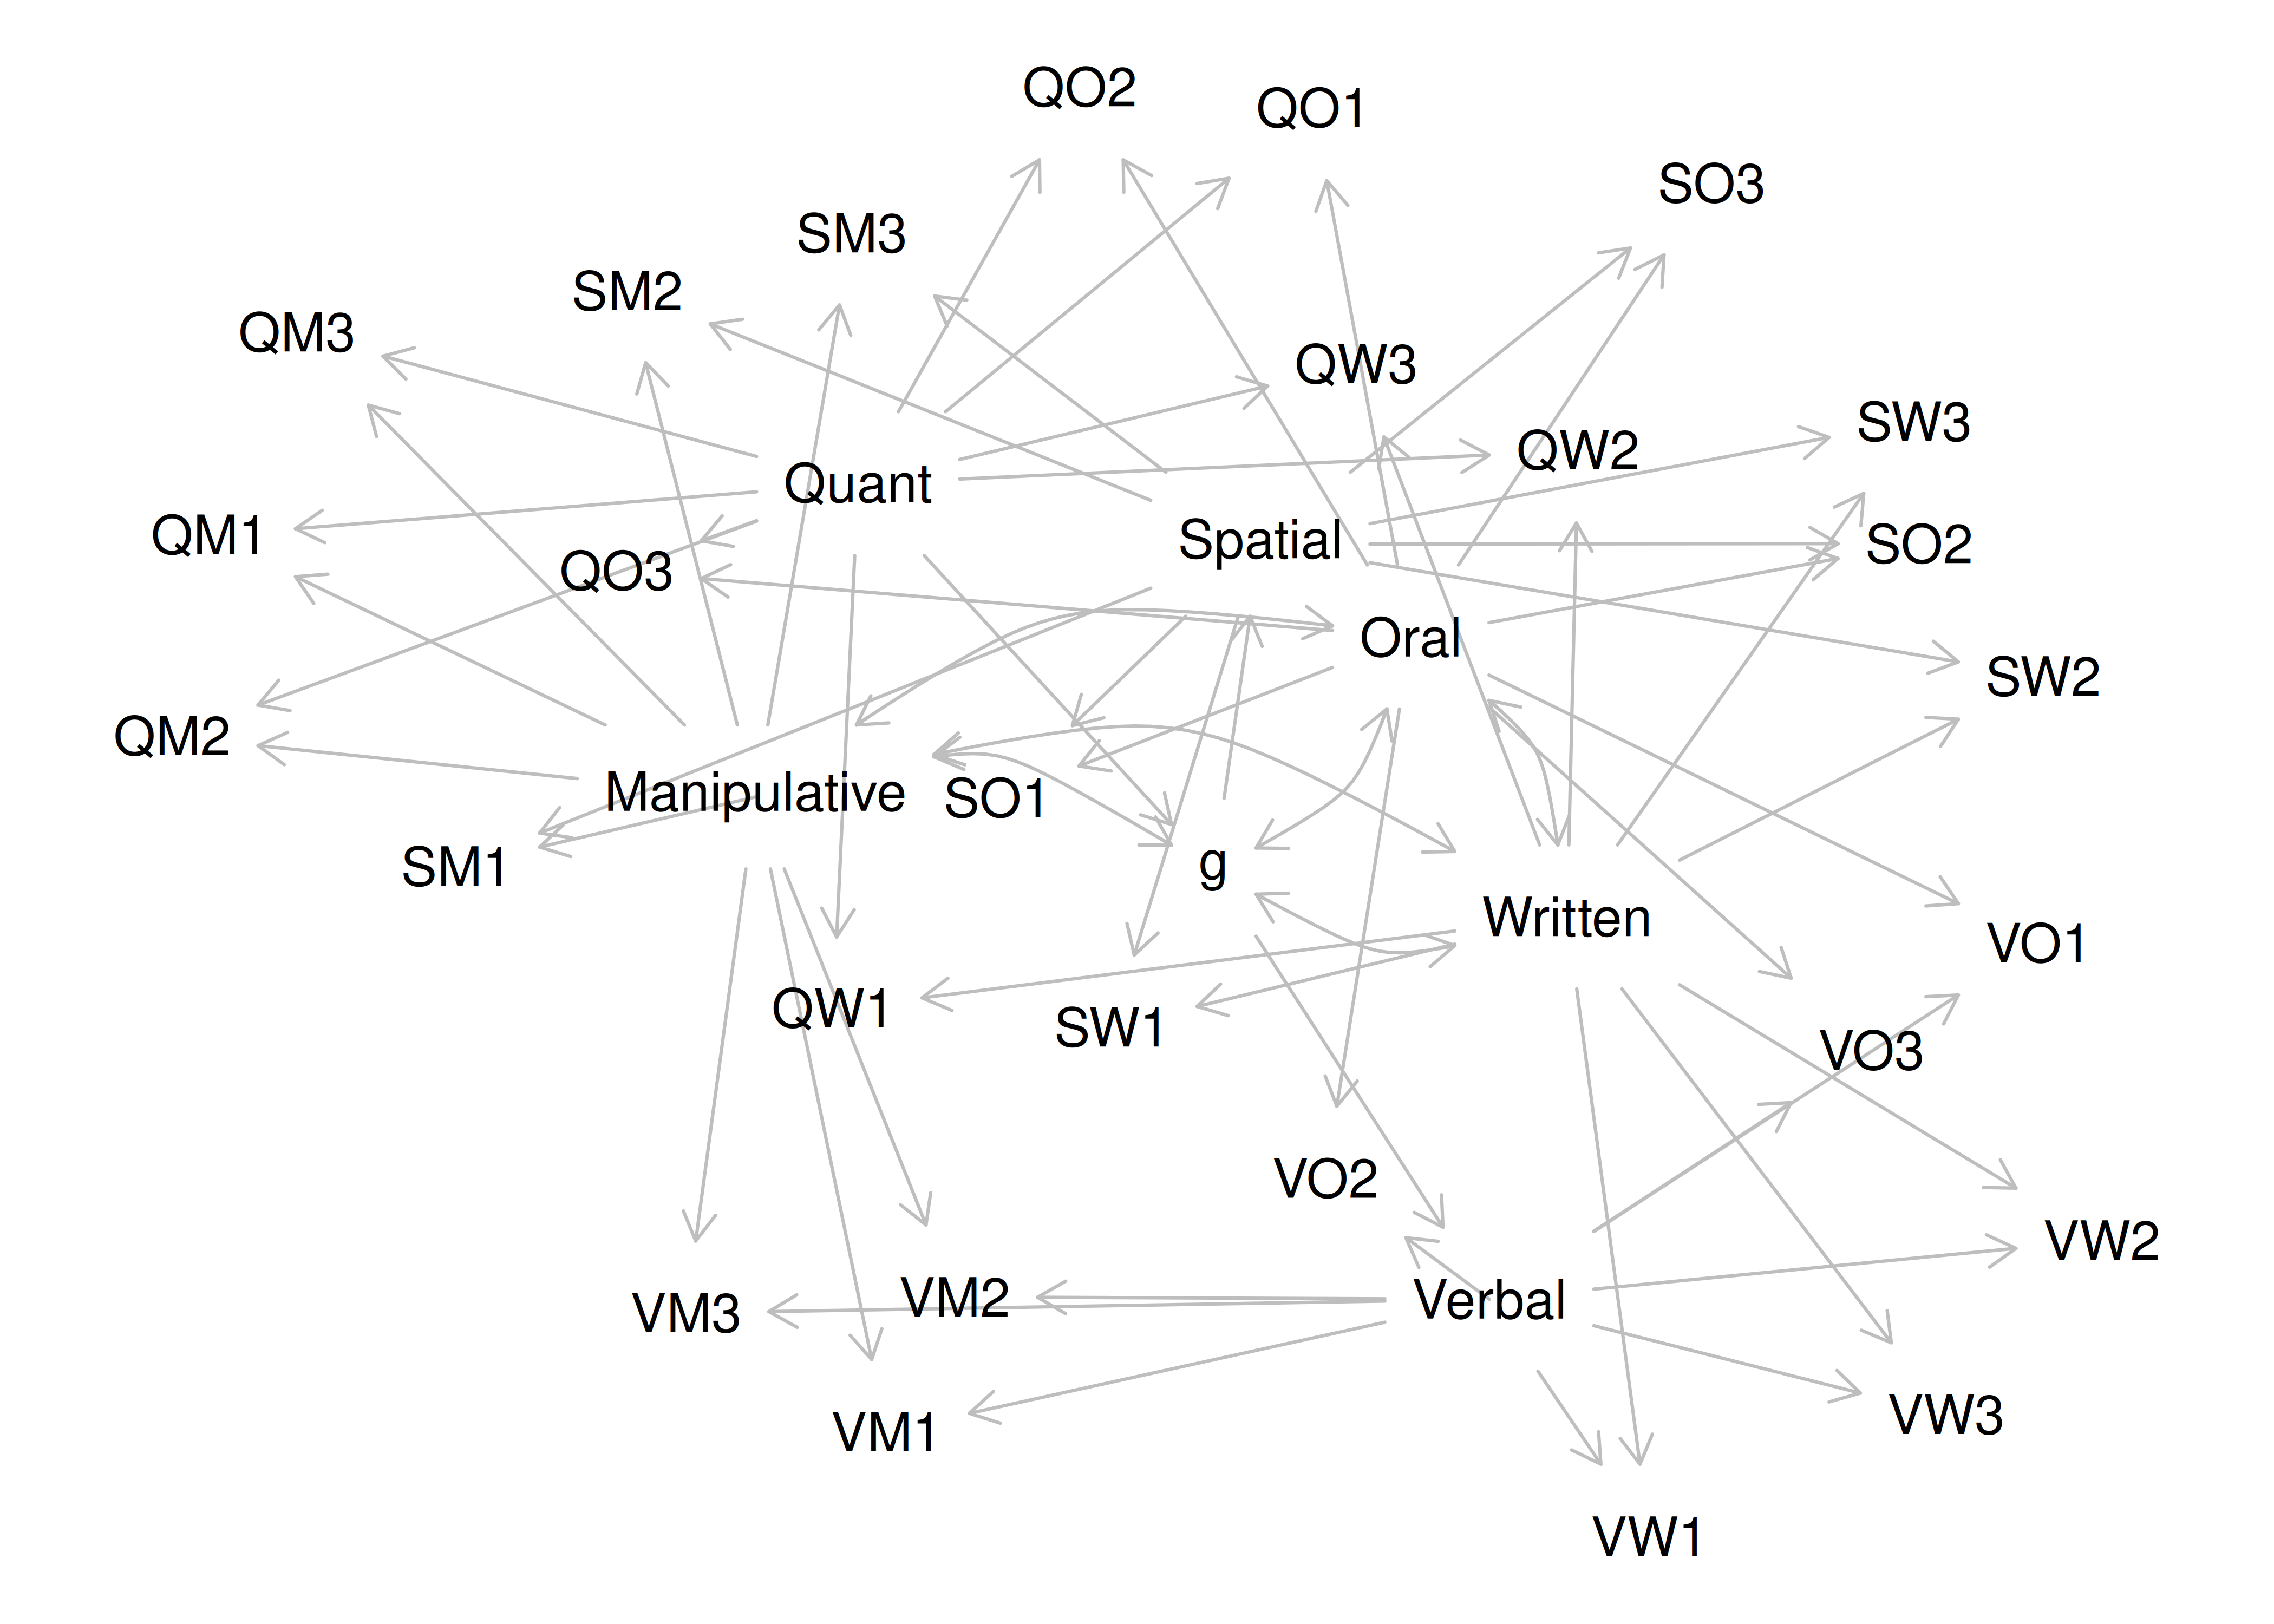 QO2
QO1
SO3
SM3
SM2
QM3
QW3
SW3
QW2
Quant
QM1
Spatial
SO2
QO3
Oral
SW2
QM2
Manipulative
SO1
SM1
g
Written
VO1
QW1
SW1
VO3
VO2
VW2
VM2
Verbal
VM3
VW3
VM1
VW1